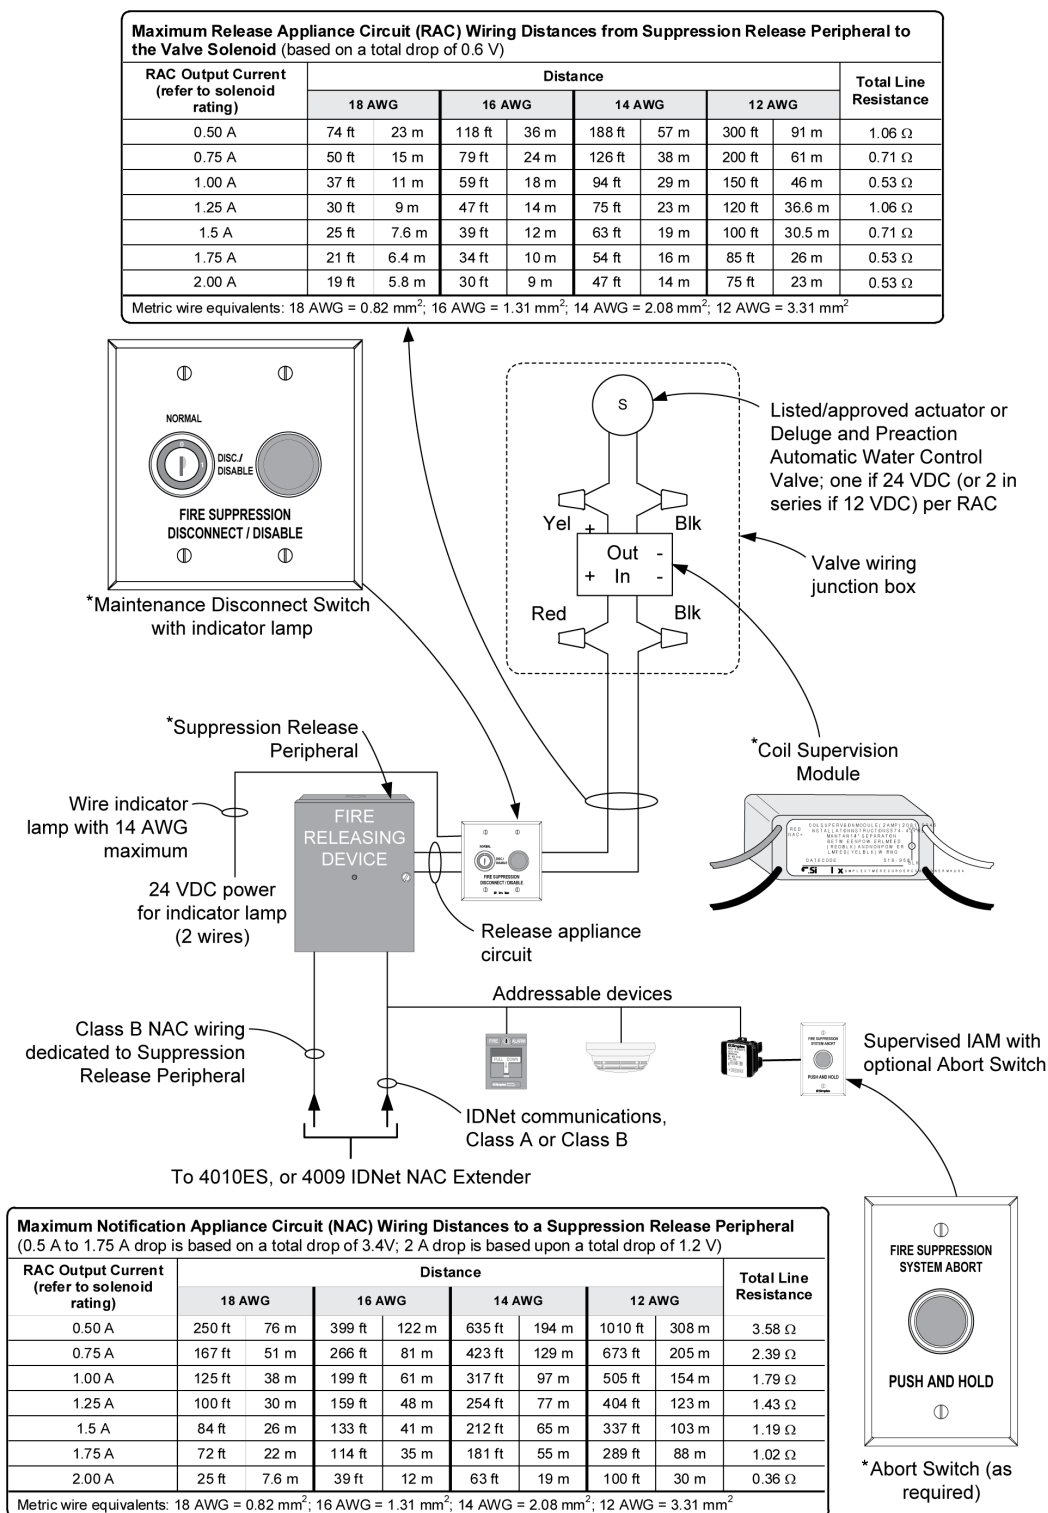 Maximum Release Appliance Circuit (RAC) Wiring Distances from Suppression Release Peripheral to
the Valve Solenoid (based on a total drop of 0.6 V)
RAC Output Current (refer to solenoid rating) Distance Total Line Resistance
18 AWG 16 AWG 14 AWG 12 AWG
0.50 A 74 ft 23 m 118 ft 36 m 188 ft 57 m 300 ft 91 m 1.06 Ω
0.75 A 50 ft 15 m 79 ft 24 m 126 ft 38 m 200 ft 61 m 0.71 Ω
1.00 A 37 ft 11 m 59 ft 18 m 94 ft 29 m 150 ft 46 m 0.53 Ω
1.25 A 30 ft 9 m 47 ft 14 m 75 ft 23 m 120 ft 36.6 m 1.06 Ω
1.5 A 25 ft 7.6 m 39 ft 12 m 63 ft 19 m 100 ft 30.5 m 0.71 Ω
1.75 A 21 ft 6.4 m 34 ft 10 m 54 ft 16 m 85 ft 26 m 0.53 Ω
2.00 A 19 ft 5.8 m 30 ft 9 m 47 ft 14 m 75 ft 23 m 0.53 Ω
Metric wire equivalents: 18 AWG = 0.82 mm²; 16 AWG = 1.31 mm²; 14 AWG = 2.08 mm²; 12 AWG = 3.31 mm²
NORMAL
DISC./
DISABLE
FIRE SUPPRESSION
DISCONNECT / DISABLE
*Maintenance Disconnect Switch
with indicator lamp
S
Yel + Blk
Out -
+ In -
Red Blk
Listed/approved actuator or
Deluge and Preaction
Automatic Water Control
Valve; one if 24 VDC (or 2 in
series if 12 VDC) per RAC
Valve wiring
junction box
*Suppression Release
Peripheral
*Coil Supervision
Module
RED
NAC+
DATECODE
BLK
Wire indicator
lamp with 14 AWG
maximum
24 VDC power
for indicator lamp
(2 wires)
FIRE
RELEASING
DEVICE
NORMAL
DISC./
DISABLE
FIRE SUPPRESSION
DISCONNECT / DISABLE
Release appliance
circuit
Addressable devices
Class B NAC wiring
dedicated to Suppression
Release Peripheral
FIRE ALARM
PULL DOWN
FIRE SUPPRESSION
SYSTEM ABORT
PUSH AND HOLD
Supervised IAM with
optional Abort Switch
IDNet communications,
Class A or Class B
To 4010ES, or 4009 IDNet NAC Extender
Maximum Notification Appliance Circuit (NAC) Wiring Distances to a Suppression Release Peripheral
(0.5 A to 1.75 A drop is based on a total drop of 3.4V; 2 A drop is based upon a total drop of 1.2 V)
RAC Output Current (refer to solenoid rating) Distance Total Line Resistance
18 AWG 16 AWG 14 AWG 12 AWG
0.50 A 250 ft 76 m 399 ft 122 m 635 ft 194 m 1010 ft 308 m 3.58 Ω
0.75 A 167 ft 51 m 266 ft 81 m 423 ft 129 m 673 ft 205 m 2.39 Ω
1.00 A 125 ft 38 m 199 ft 61 m 317 ft 97 m 505 ft 154 m 1.79 Ω
1.25 A 100 ft 30 m 159 ft 48 m 254 ft 77 m 404 ft 123 m 1.43 Ω
1.5 A 84 ft 26 m 133 ft 41 m 212 ft 65 m 337 ft 103 m 1.19 Ω
1.75 A 72 ft 22 m 114 ft 35 m 181 ft 55 m 289 ft 88 m 1.02 Ω
2.00 A 25 ft 7.6 m 39 ft 12 m 63 ft 19 m 100 ft 30 m 0.36 Ω
Metric wire equivalents: 18 AWG = 0.82 mm²; 16 AWG = 1.31 mm²; 14 AWG = 2.08 mm²; 12 AWG = 3.31 mm²
FIRE SUPPRESSION
SYSTEM ABORT
PUSH AND HOLD
*Abort Switch (as
required)